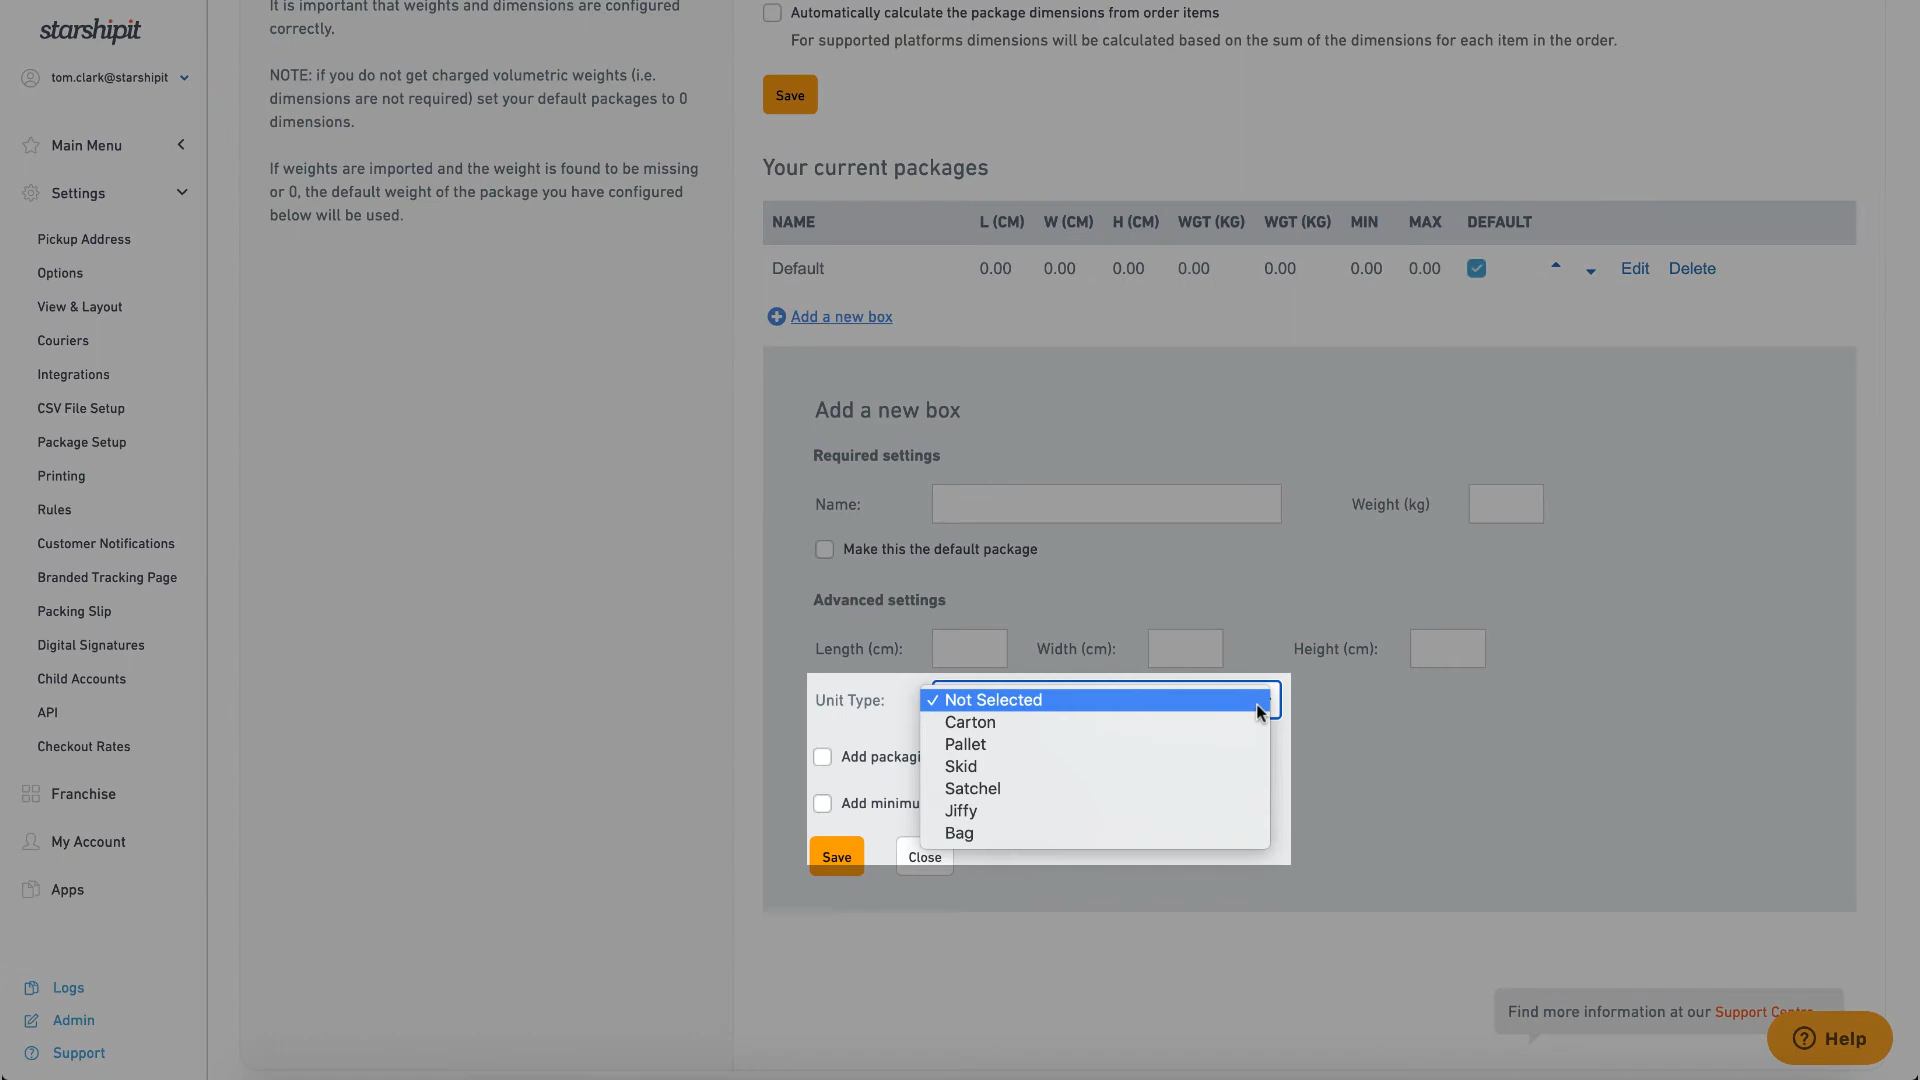 starshipit
tom.clark@starshipit
Main Menu
Settings
Pickup Address
Options
View & Layout
Couriers
Integrations
CSV File Setup
Package Setup
Printing
Rules
Customer Notifications
Branded Tracking Page
Packing Slip
Digital Signatures
Child Accounts
API
Checkout Rates
Franchise
My Account
Apps
Logs
Admin
Support
It is important that weights and dimensions are configured
correctly.
NOTE: if you do not get charged volumetric weights (i.e.
dimensions are not required) set your default packages to 0
dimensions.
If weights are imported and the weight is found to be missing
or 0, the default weight of the package you have configured
below will be used.
Automatically calculate the package dimensions from order items
For supported platforms dimensions will be calculated based on the sum of the dimensions for each item in the order.
Save
Your current packages
NAME L (CM) W (CM) H (CM) WGT (KG) WGT (KG) MIN MAX DEFAULT
Default 0.00 0.00 0.00 0.00 0.00 0.00 0.00 Edit Delete
Add a new box
Add a new box
Required settings
Name: Weight (kg)
Make this the default package
Advanced settings
Length (cm): Width (cm): Height (cm):
Unit Type: ✓ Not Selected
Carton
Pallet
Skid
Satchel
Jiffy
Bag
Add packagi
Add minimu
Save Close
Find more information at our Support Centre
Help